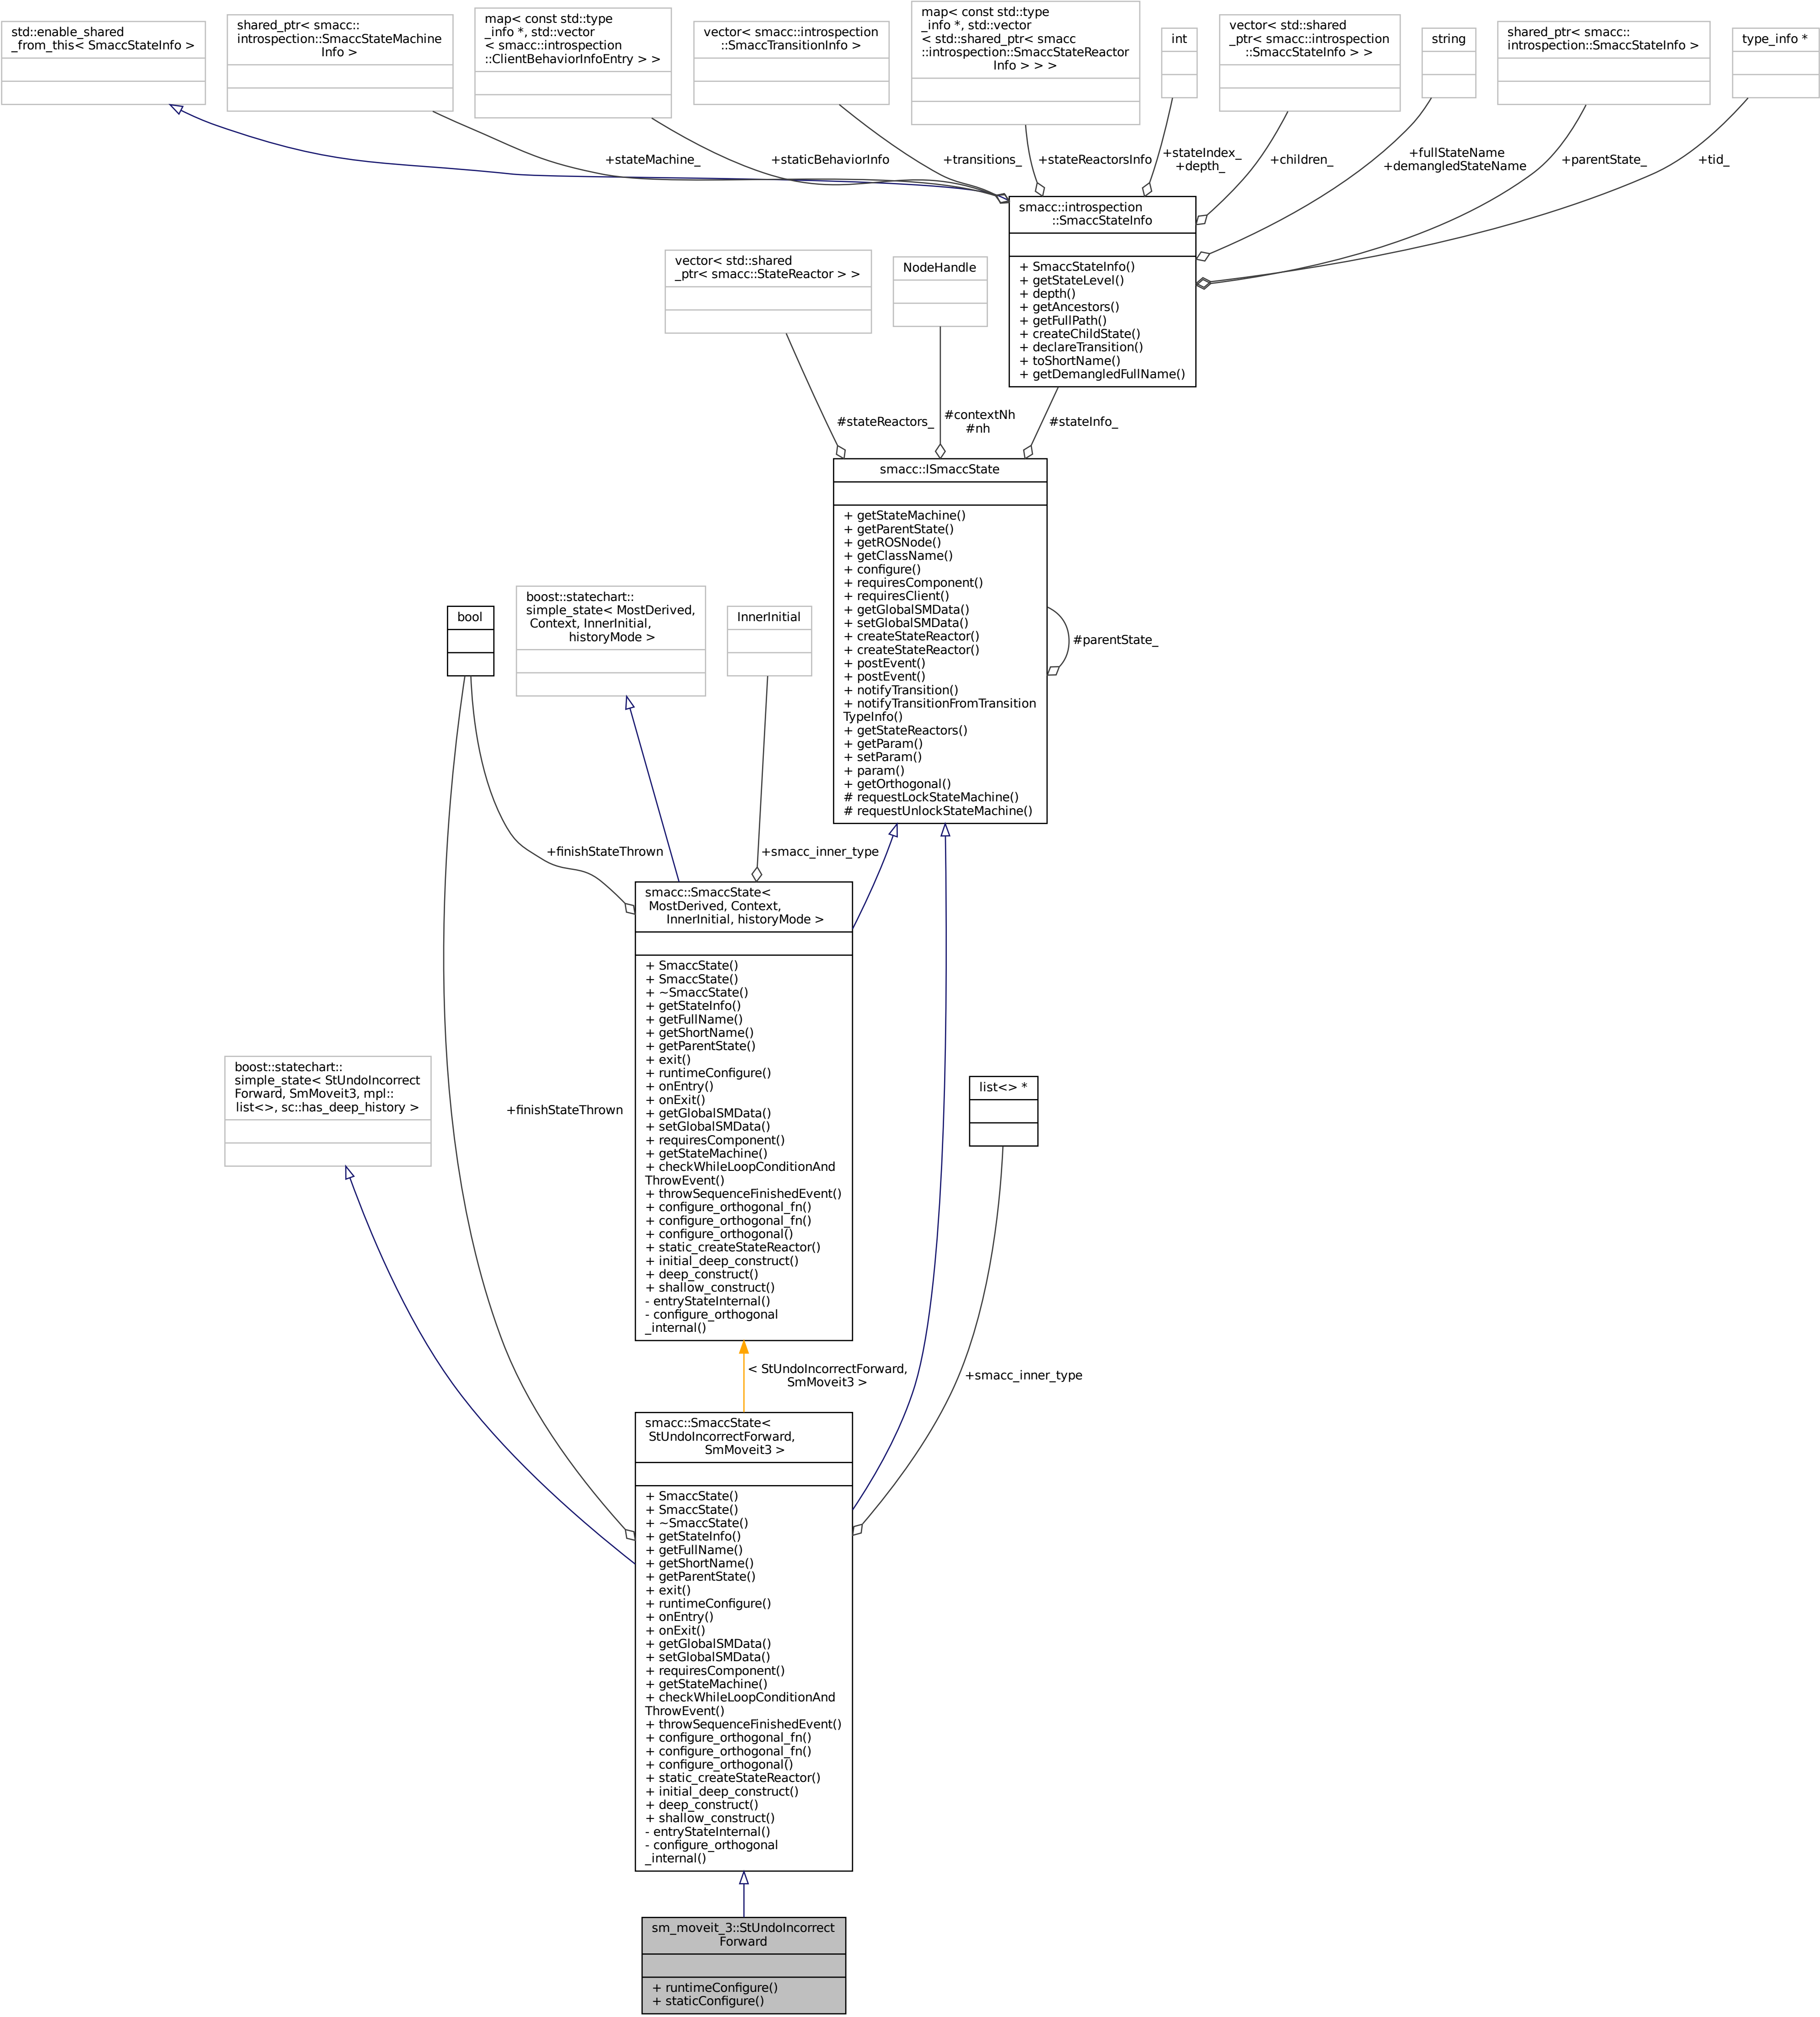 std::enable_shared
_from_this< SmaccStateInfo >
shared_ptr< smacc::
introspection::SmaccStateMachine
Info >
map< const std::type
_info *, std::vector
< smacc::introspection
::ClientBehaviorInfoEntry > >
vector< smacc::introspection
::SmaccTransitionInfo >
map< const std::type
_info *, std::vector
< std::shared_ptr< smacc
::introspection::SmaccStateReactor
Info > > >
int
vector< std::shared
_ptr< smacc::introspection
::SmaccStateInfo > >
string
shared_ptr< smacc::
introspection::SmaccStateInfo >
type_info *
+stateMachine_
+staticBehaviorInfo
+transitions_
+stateReactorsInfo
+stateIndex_
+depth_
+children_
+fullStateName
+demangledStateName
+parentState_
+tid_
smacc::introspection
::SmaccStateInfo
+ SmaccStateInfo()
+ getStateLevel()
+ depth()
+ getAncestors()
+ getFullPath()
+ createChildState()
+ declareTransition()
+ toShortName()
+ getDemangledFullName()
vector< std::shared
_ptr< smacc::StateReactor > >
NodeHandle
#stateReactors_
#contextNh
#nh
#stateInfo_
smacc::ISmaccState
+ getStateMachine()
+ getParentState()
+ getROSNode()
+ getClassName()
+ configure()
+ requiresComponent()
+ requiresClient()
+ getGlobalSMData()
+ setGlobalSMData()
+ createStateReactor()
+ createStateReactor()
+ postEvent()
+ postEvent()
+ notifyTransition()
+ notifyTransitionFromTransition
TypeInfo()
+ getStateReactors()
+ getParam()
+ setParam()
+ param()
+ getOrthogonal()
# requestLockStateMachine()
# requestUnlockStateMachine()
#parentState_
bool
boost::statechart::
simple_state< MostDerived,
Context, InnerInitial,
historyMode >
InnerInitial
+finishStateThrown
+smacc_inner_type
smacc::SmaccState<
MostDerived, Context,
InnerInitial, historyMode >
+ SmaccState()
+ SmaccState()
+ ~SmaccState()
+ getStateInfo()
+ getFullName()
+ getShortName()
+ getParentState()
+ exit()
+ runtimeConfigure()
+ onEntry()
+ onExit()
+ getGlobalSMData()
+ setGlobalSMData()
+ requiresComponent()
+ getStateMachine()
+ checkWhileLoopConditionAnd
ThrowEvent()
+ throwSequenceFinishedEvent()
+ configure_orthogonal_fn()
+ configure_orthogonal_fn()
+ configure_orthogonal()
+ static_createStateReactor()
+ initial_deep_construct()
+ deep_construct()
+ shallow_construct()
- entryStateInternal()
- configure_orthogonal
_internal()
boost::statechart::
simple_state< StUndoIncorrect
Forward, SmMoveit3, mpl::
list<>, sc::has_deep_history >
+finishStateThrown
list<> *
< StUndoIncorrectForward,
SmMoveit3 >
+smacc_inner_type
smacc::SmaccState<
StUndoIncorrectForward,
SmMoveit3 >
+ SmaccState()
+ SmaccState()
+ ~SmaccState()
+ getStateInfo()
+ getFullName()
+ getShortName()
+ getParentState()
+ exit()
+ runtimeConfigure()
+ onEntry()
+ onExit()
+ getGlobalSMData()
+ setGlobalSMData()
+ requiresComponent()
+ getStateMachine()
+ checkWhileLoopConditionAnd
ThrowEvent()
+ throwSequenceFinishedEvent()
+ configure_orthogonal_fn()
+ configure_orthogonal_fn()
+ configure_orthogonal()
+ static_createStateReactor()
+ initial_deep_construct()
+ deep_construct()
+ shallow_construct()
- entryStateInternal()
- configure_orthogonal
_internal()
sm_moveit_3::StUndoIncorrect
Forward
+ runtimeConfigure()
+ staticConfigure()